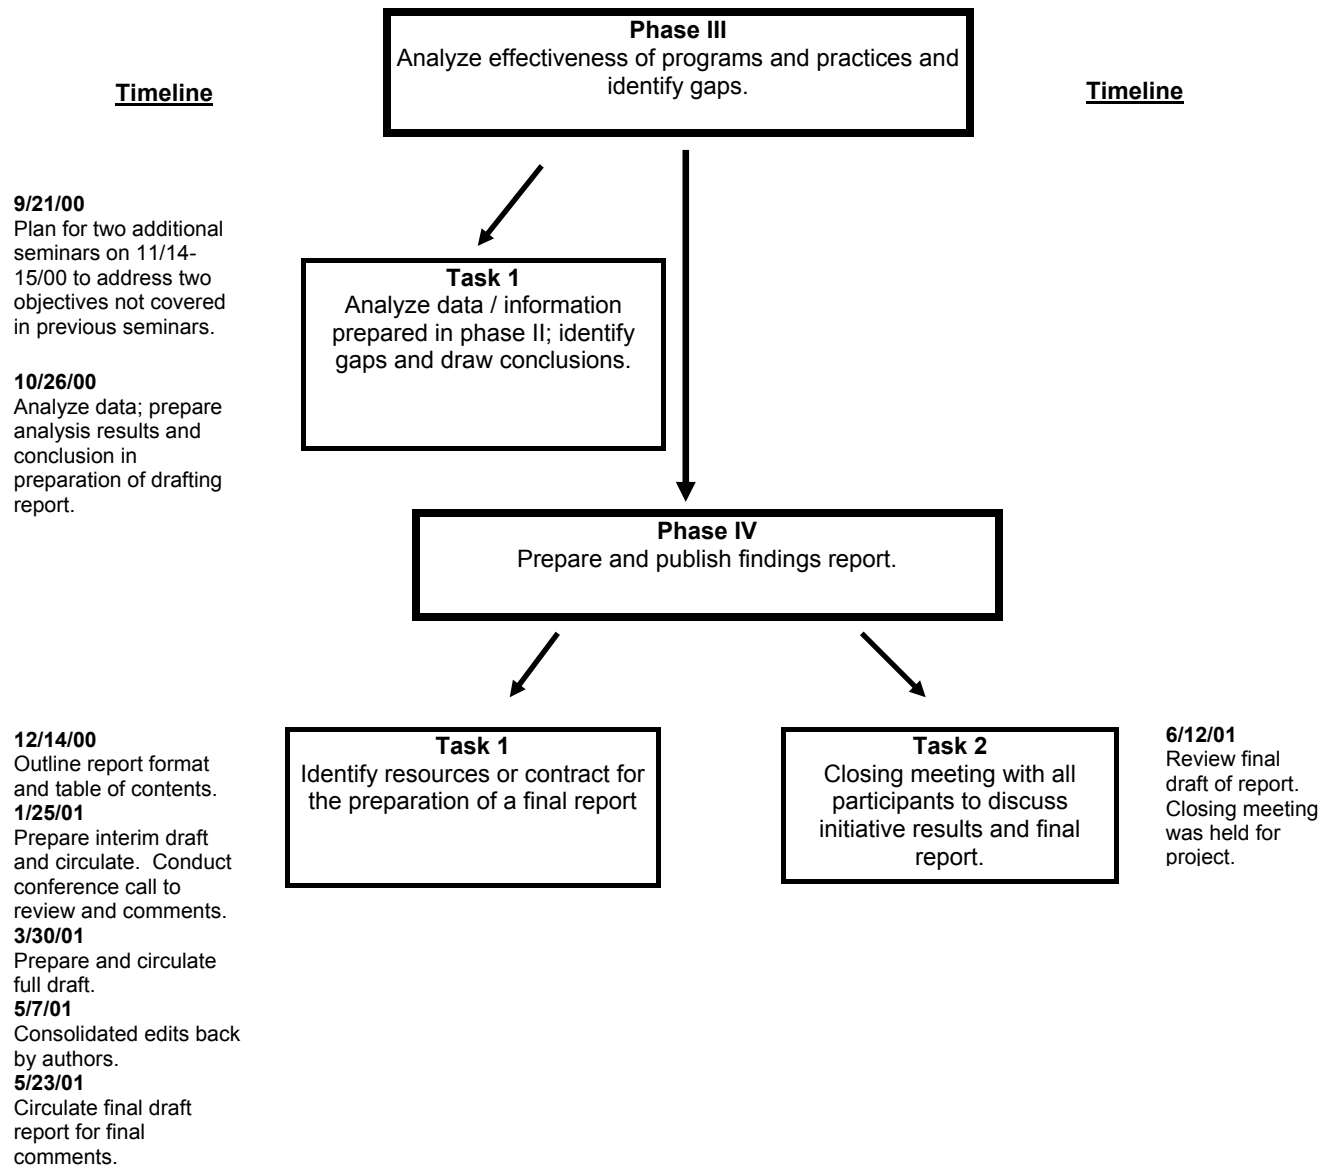 Phase III
Analyze effectiveness of programs and practices and
identify gaps.
Timeline
Timeline
9/21/00
Plan for two additional
seminars on 11/14-
15/00 to address two
objectives not covered
in previous seminars.
10/26/00
Analyze data; prepare
analysis results and
conclusion in
preparation of drafting
report.
Task 1
Analyze data / information
prepared in phase II; identify
gaps and draw conclusions.
Phase IV
Prepare and publish findings report.
12/14/00
Outline report format
and table of contents.
1/25/01
Prepare interim draft
and circulate.  Conduct
conference call to
review and comments.
3/30/01
Prepare and circulate
full draft.
5/7/01
Consolidated edits back
by authors.
5/23/01
Circulate final draft
report for final
comments.
Task 1
Identify resources or contract for
the preparation of a final report
Task 2
Closing meeting with all
participants to discuss
initiative results and final
report.
6/12/01
Review final
draft of report.
Closing meeting
was held for
project.